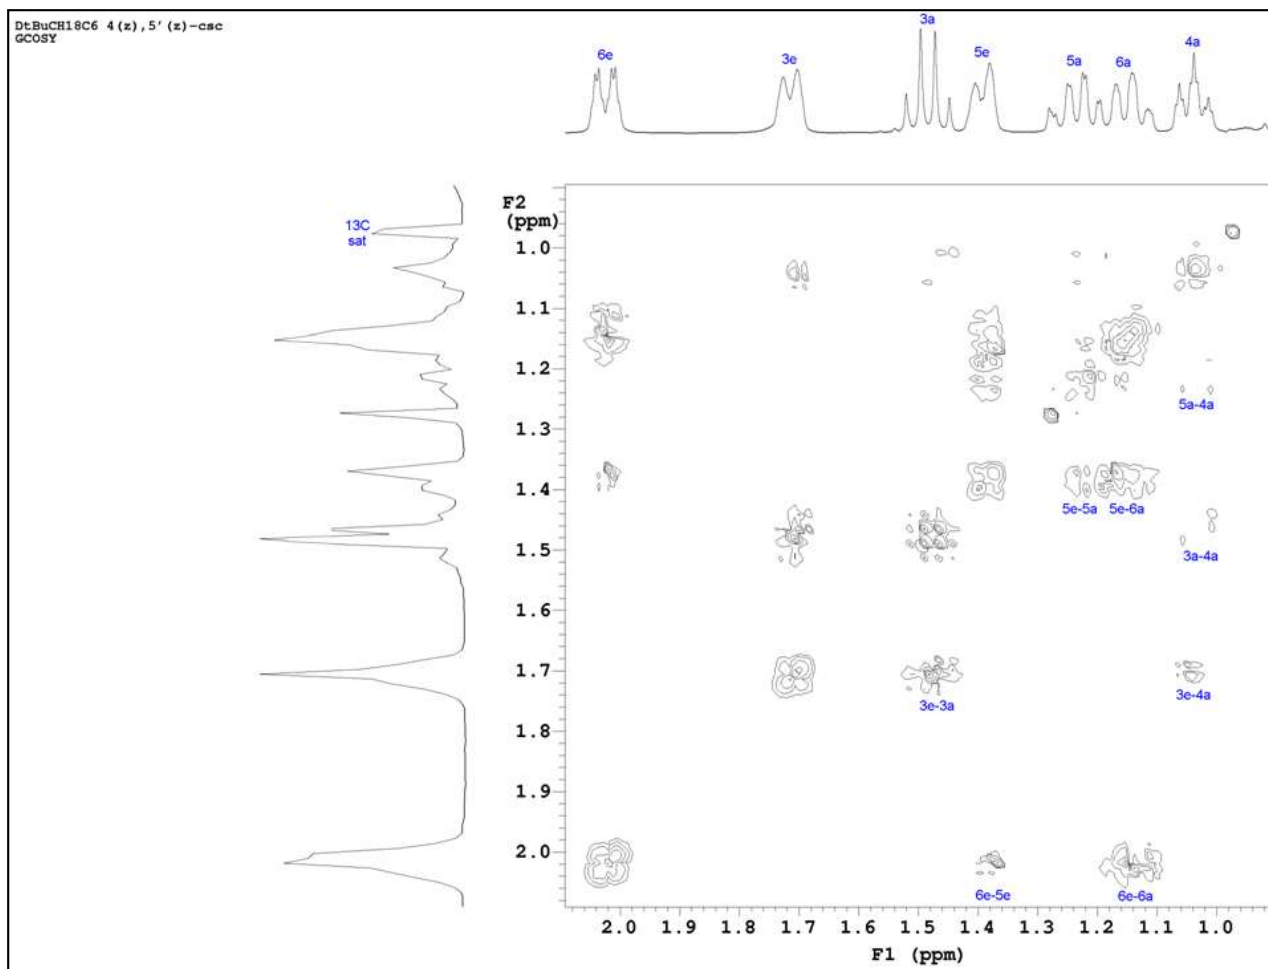 DtBuCH18C6 4(z),5'(z)-csc
GCOSY
6e 3e 3a 5e 5a 6a 4a
F2
(ppm)
13C
sat
1.0
1.1
1.2
5a-4a
1.3
1.4
5e-5a 5e-6a
1.5
3a-4a
1.6
1.7
3e-3a 3e-4a
1.8
1.9
2.0
6e-5e 6e-6a
2.0 1.9 1.8 1.7 1.6 1.5 1.4 1.3 1.2 1.1 1.0
F1 (ppm)